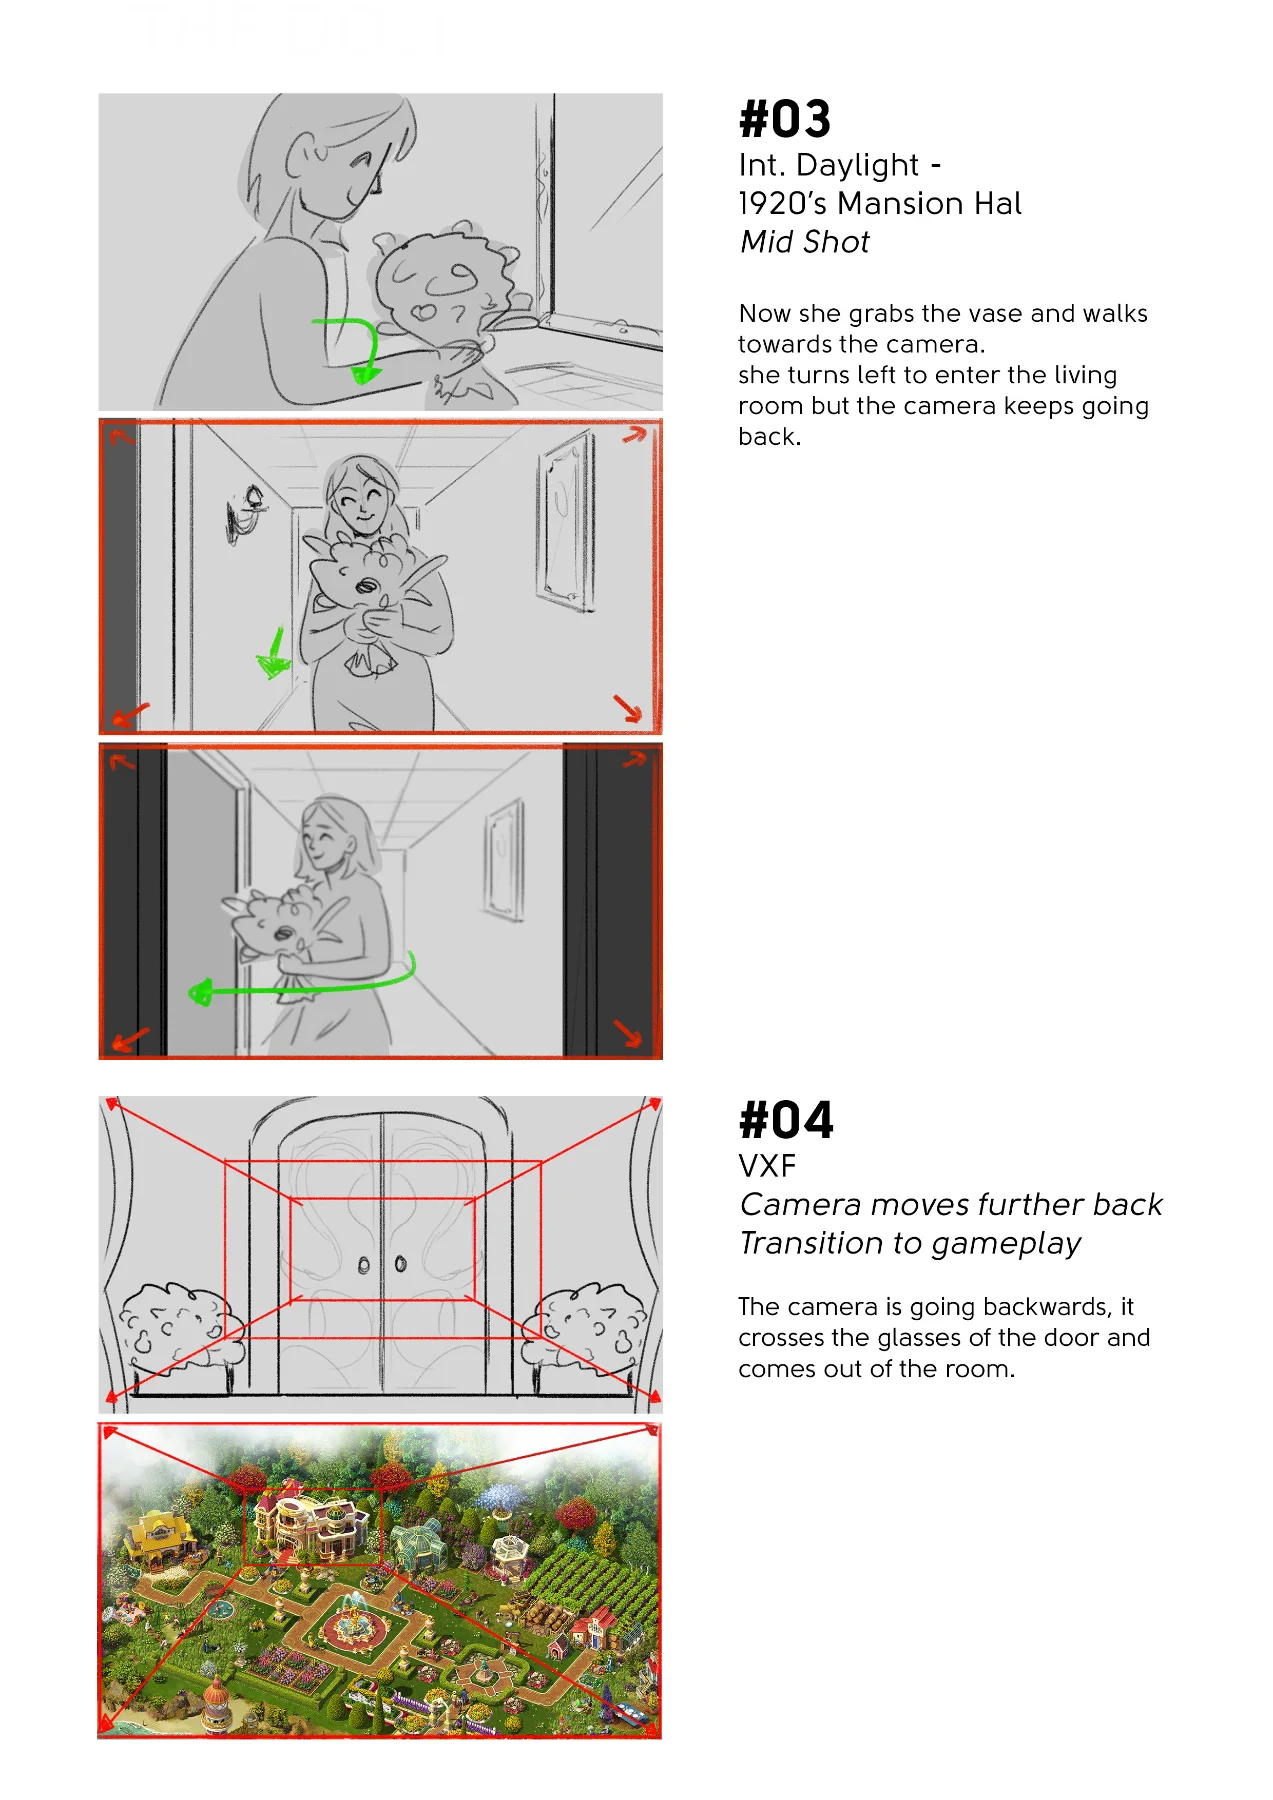 #03
Int. Daylight -
1920's Mansion Hal
Mid Shot
Now she grabs the vase and walks
towards the camera.
she turns left to enter the living
room but the camera keeps going
back.
#04
VXF
Camera moves further back
Transition to gameplay
The camera is going backwards, it
crosses the glasses of the door and
comes out of the room.